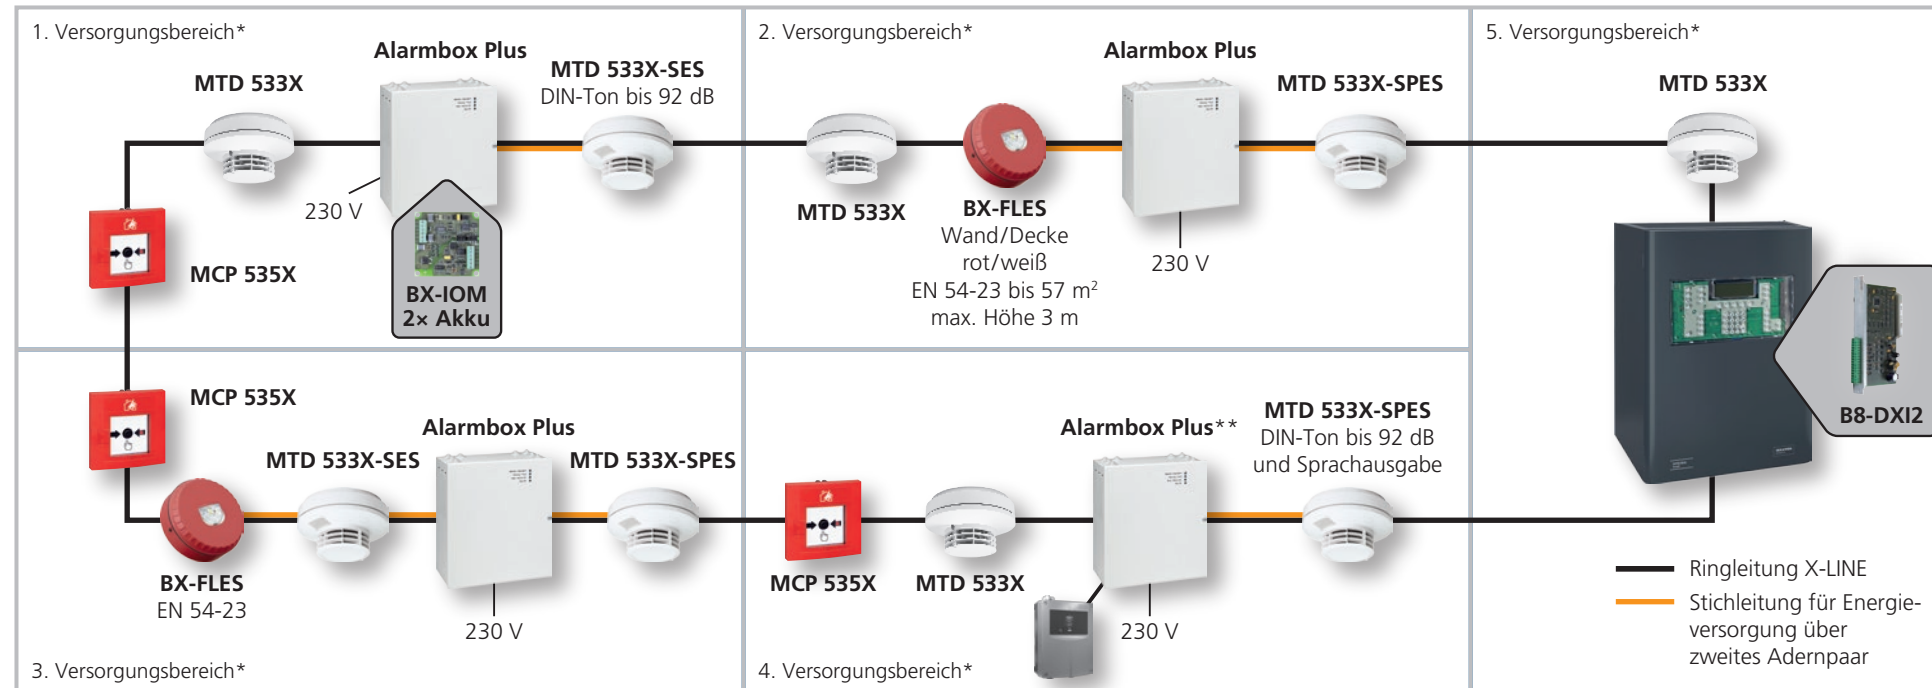 1. Versorgungsbereich*
Alarmbox Plus
MTD 533X
MTD 533X-SES
DIN-Ton bis 92 dB
230 V
MCP 535X
BX-IOM
2× Akku
2. Versorgungsbereich*
Alarmbox Plus
MTD 533X-SPES
MTD 533X
BX-FLES
Wand/Decke
rot/weiß
EN 54-23 bis 57 m²
max. Höhe 3 m
230 V
5. Versorgungsbereich*
MTD 533X
B8-DXI2
MCP 535X
Alarmbox Plus
MTD 533X-SES
MTD 533X-SPES
BX-FLES
EN 54-23
230 V
3. Versorgungsbereich*
Alarmbox Plus**
MTD 533X-SPES
DIN-Ton bis 92 dB
und Sprachausgabe
MCP 535X
MTD 533X
230 V
4. Versorgungsbereich*
Ringleitung X-LINE
Stichleitung für Energie-
versorgung über
zweites Adernpaar